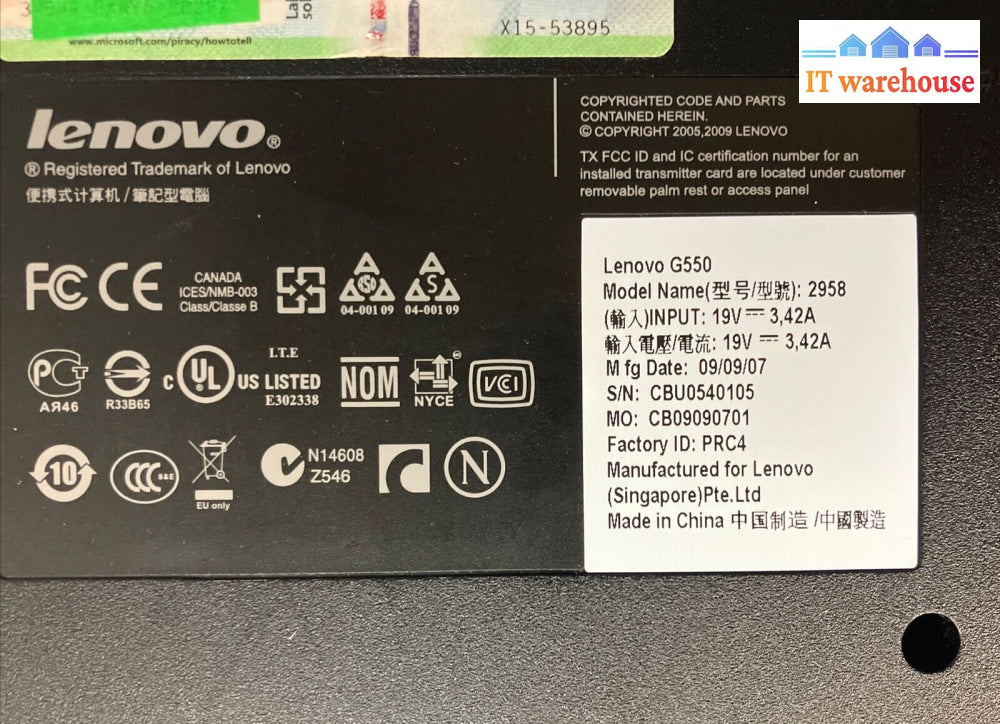 www.microsoft.com/piracy/howtotell
X15-53895
IT warehouse
lenovo®
® Registered Trademark of Lenovo
便携式计算机 / 筆記型電腦
COPYRIGHTED CODE AND PARTS
CONTAINED HEREIN.
© COPYRIGHT 2005,2009 LENOVO
TX FCC ID and IC certification number for an
installed transmitter card are located under customer
removable palm rest or access panel
FC CE
CANADA
ICES/NMB-003
Class/Classe B
RSD
04-001 09
S
04-001 09
PCT
АЯ46
R33B65
C UL US LISTED
I.T.E
E302338
NOM
NYCE
VCI
10
CCC S&E
EU only
N14608
Z546
N
Lenovo G550
Model Name(型号/型號): 2958
(輸入)INPUT: 19V⎓ 3,42A
輸入電壓/電流: 19V ⎓ 3,42A
Mfg Date: 09/09/07
S/N: CBU0540105
MO: CB09090701
Factory ID: PRC4
Manufactured for Lenovo
(Singapore)Pte.Ltd
Made in China 中国制造 /中國製造